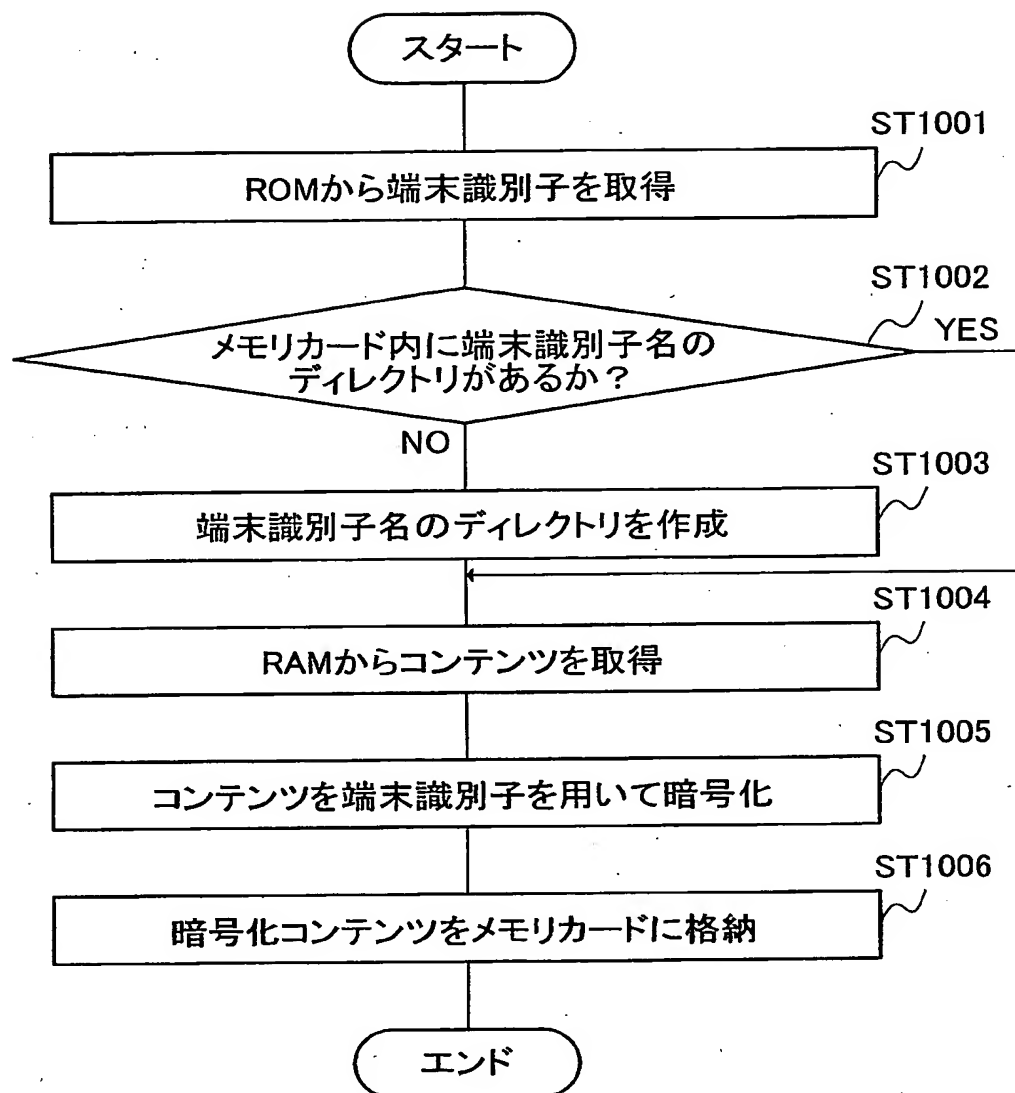 スタート
ST1001
ROMから端末識別子を取得
ST1002
メモリカード内に端末識別子名の
ディレクトリがあるか？
YES
NO
ST1003
端末識別子名のディレクトリを作成
ST1004
RAMからコンテンツを取得
ST1005
コンテンツを端末識別子を用いて暗号化
ST1006
暗号化コンテンツをメモリカードに格納
エンド